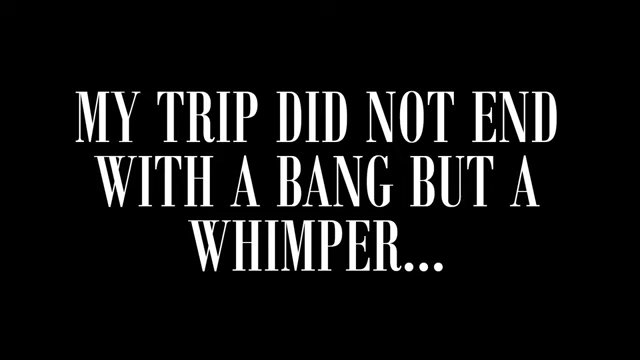 MY TRIP DID NOT END
WITH A BANG BUT A
WHIMPER...